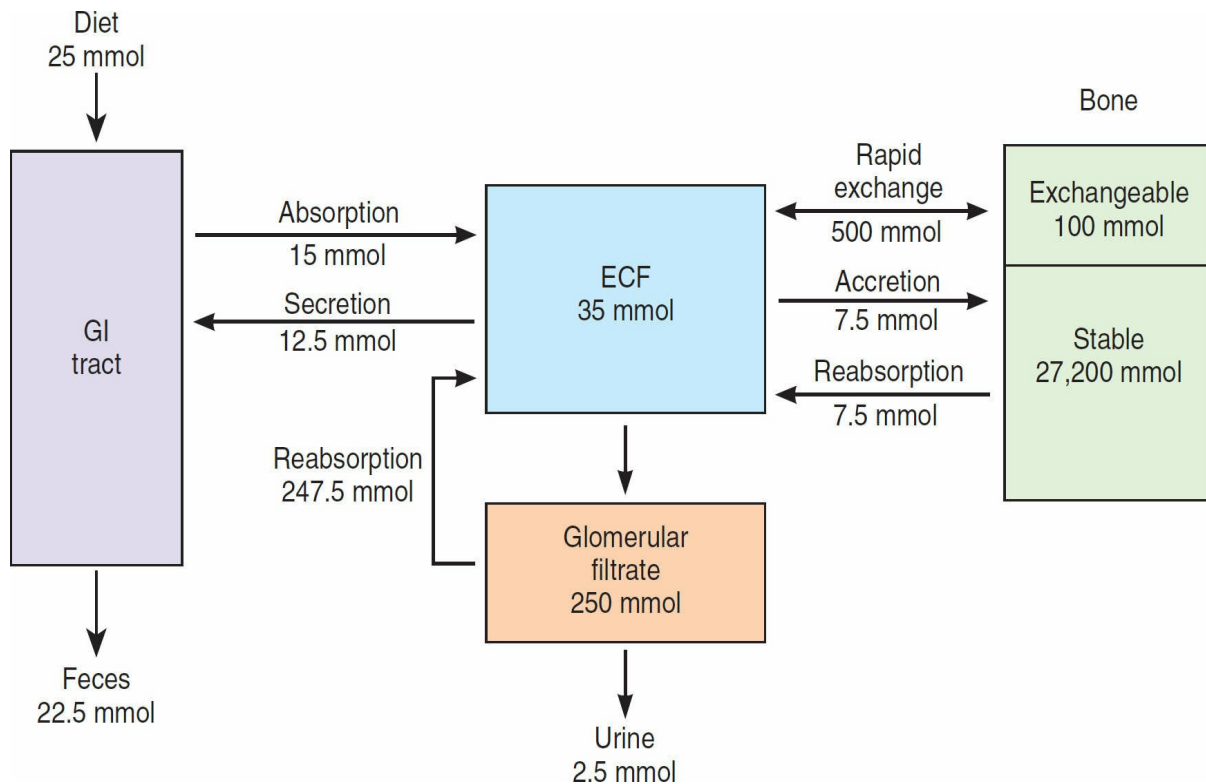 Diet
25 mmol
Bone
Rapid
exchange
500 mmol
Exchangeable
100 mmol
Absorption
15 mmol
ECF
35 mmol
Accretion
7.5 mmol
Secretion
12.5 mmol
GI
tract
Stable
27,200 mmol
Reabsorption
7.5 mmol
Reabsorption
247.5 mmol
Glomerular
filtrate
250 mmol
Feces
22.5 mmol
Urine
2.5 mmol